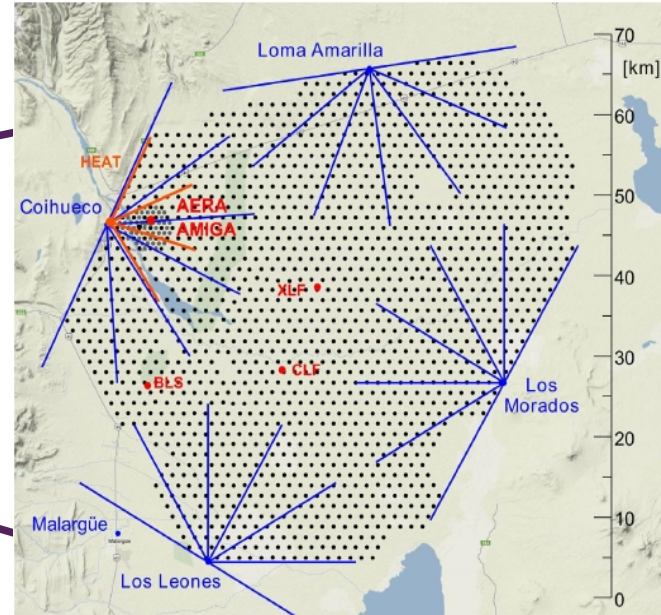 70
Loma Amarilla
[km]
60
HEAT
50
Coihueco
AERA
AMIGA
40
XLF
30
CLF
BLS
Los
Morados
20
Malargüe
10
Los Leones
0